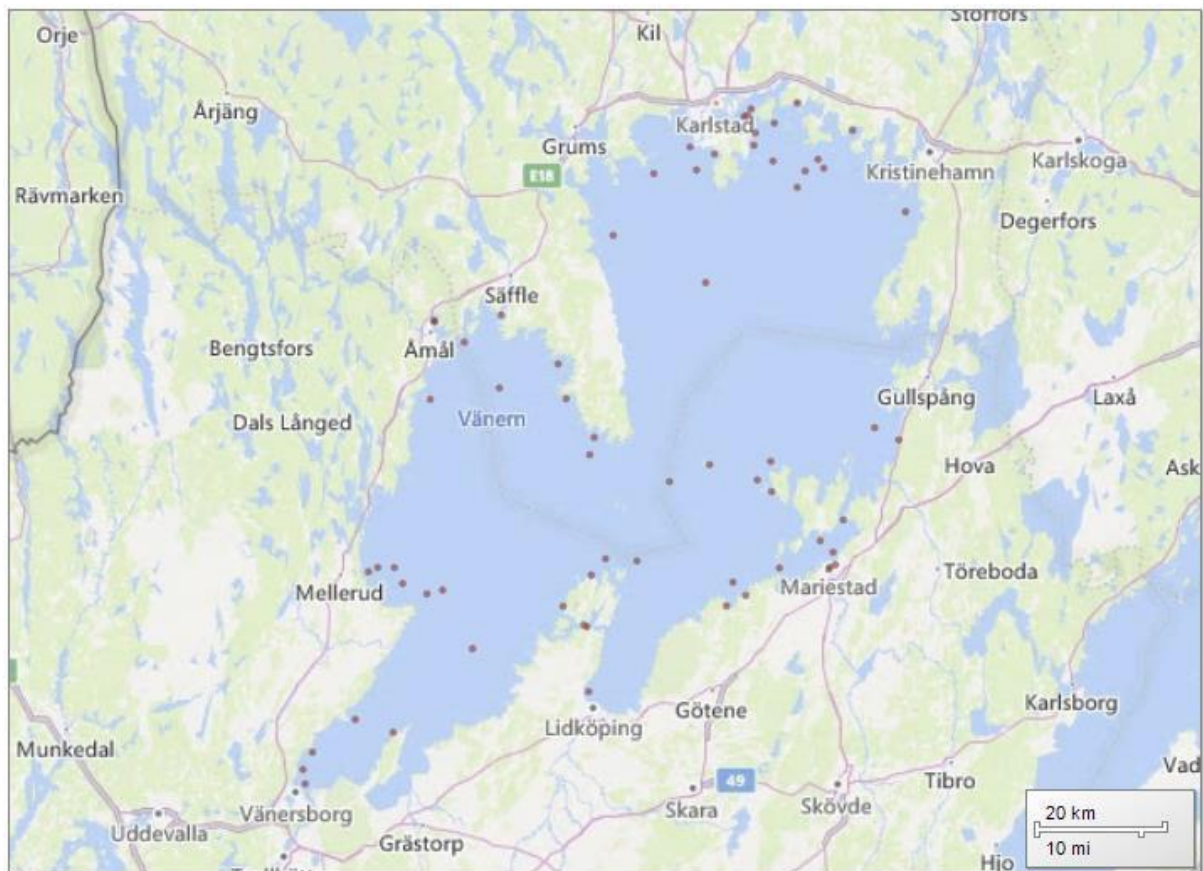 Storfors
Kil
Ørje
Årjäng
Karlstad
Grums
Karlskoga
Kristinehamn
E18
Rävmarken
Degerfors
Säffle
Bengtsfors
Åmål
Gullspång
Laxå
Vänern
Dals Långed
Hova
Ask
Mellerud
Mariestad
Töreboda
Karlsborg
Götene
Lidköping
Munkedal
Vad
Tibro
49
Skara
Skövde
Vänersborg
20 km
Uddevalla
Grästorp
10 mi
Hjo